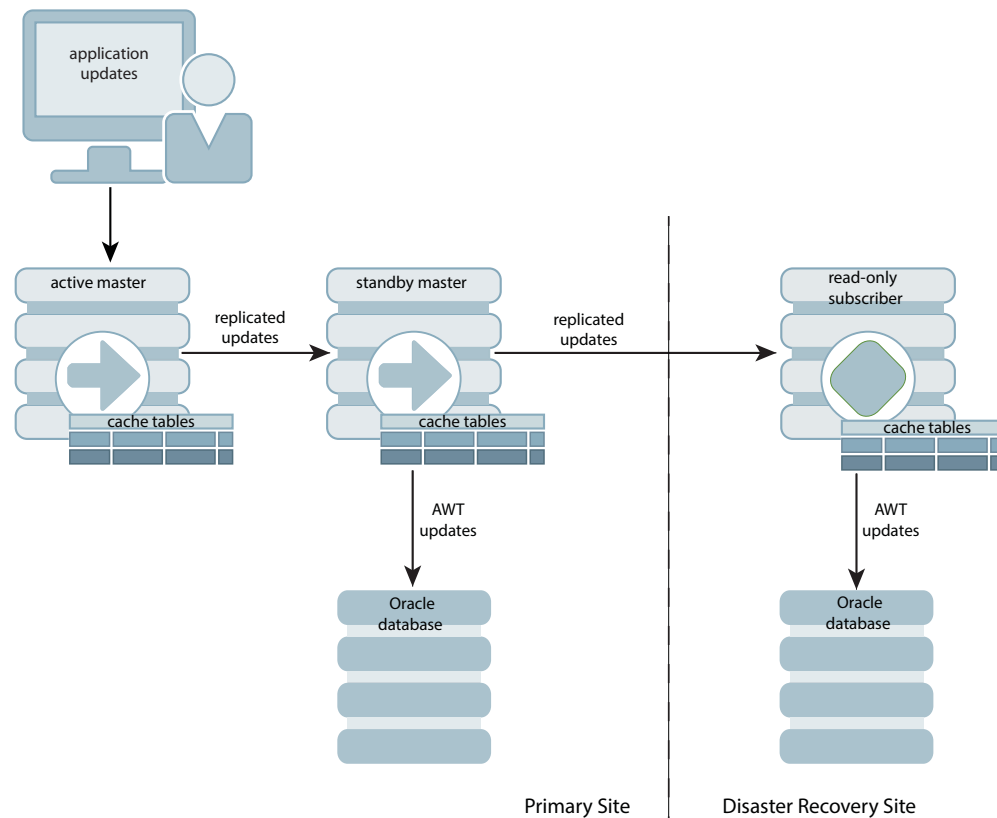 application
updates
active master
standby master
read-only
subscriber
replicated
updates
replicated
updates
cache tables
cache tables
cache tables
AWT
updates
AWT
updates
Oracle
database
Oracle
database
Primary Site
Disaster Recovery Site